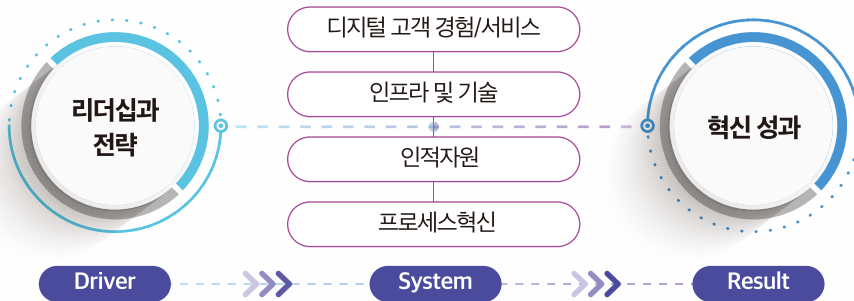 리더십과
전략
디지털 고객 경험/서비스
인프라 및 기술
인적자원
프로세스혁신
혁신 성과
Driver
System
Result